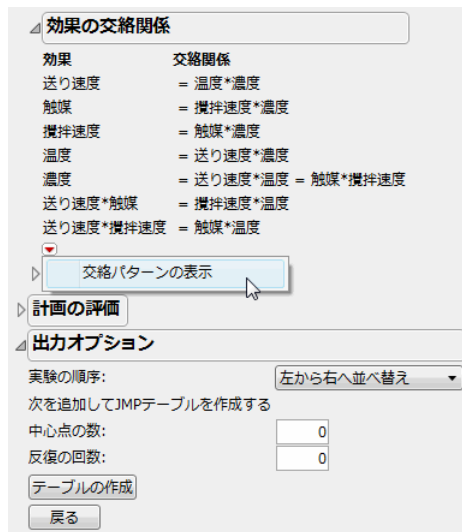 効果の交絡関係
効果 交絡関係
送り速度 = 温度*濃度
触媒 = 攪拌速度*濃度
攪拌速度 = 触媒*濃度
温度 = 送り速度*濃度
濃度 = 送り速度*温度 = 触媒*攪拌速度
送り速度*触媒 = 攪拌速度*温度
送り速度*攪拌速度 = 触媒*温度
交絡パターンの表示
計画の評価
出力オプション
実験の順序: 左から右へ並べ替え
次を追加してJMPテーブルを作成する
中心点の数: 0
反復の回数: 0
テーブルの作成
戻る